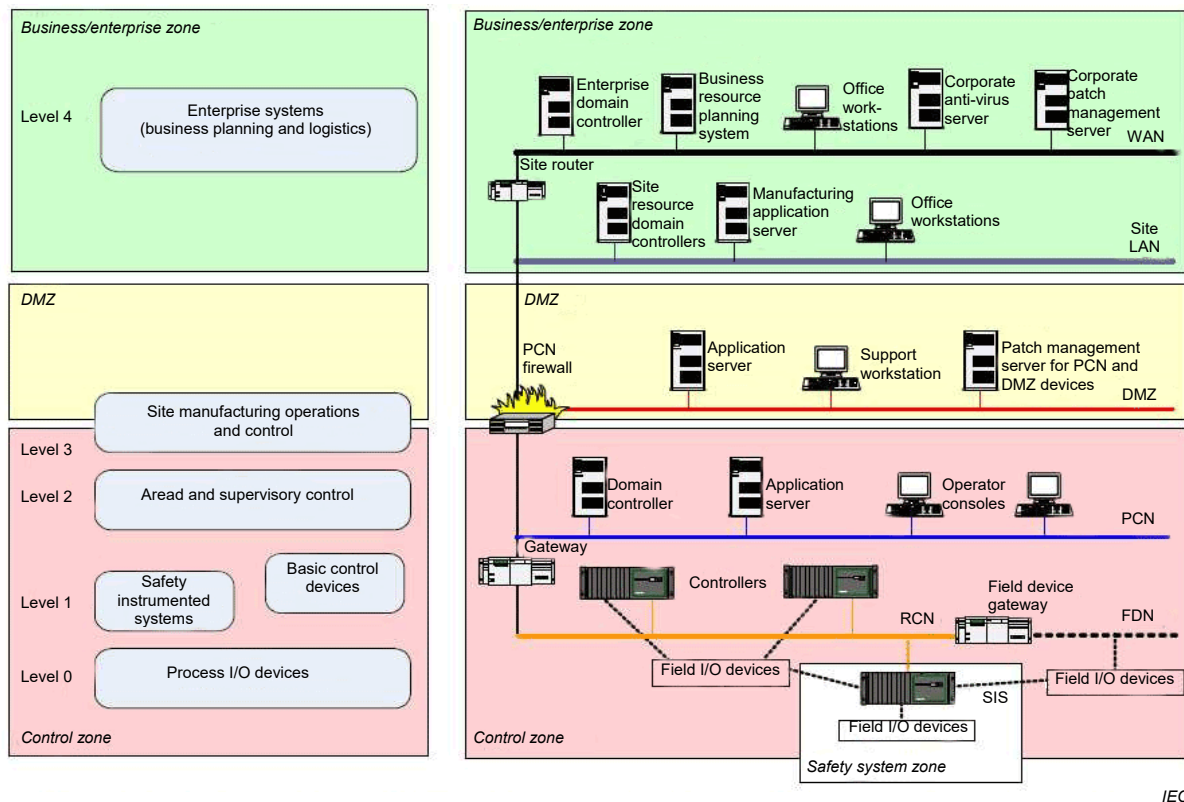 Business/enterprise zone
Level 4
Enterprise systems
(business planning and logistics)
DMZ
Site manufacturing operations
and control
Level 3
Level 2
Aread and supervisory control
Basic control
devices
Level 1
Safety
instrumented
systems
Level 0
Process I/O devices
Control zone
Business/enterprise zone
Enterprise
domain
controller
Business
resource
planning
system
Office
work-
stations
Corporate
anti-virus
server
Corporate
patch
management
server
WAN
Site router
Site
resource
domain
controllers
Manufacturing
application
server
Office
workstations
Site
LAN
DMZ
PCN
firewall
Application
server
Support
workstation
Patch management
server for PCN and
DMZ devices
DMZ
Domain
controller
Application
server
Operator
consoles
PCN
Gateway
Controllers
Field device
gateway
RCN
FDN
Field I/O devices
Field I/O devices
SIS
Field I/O devices
Control zone
Safety system zone
IEC